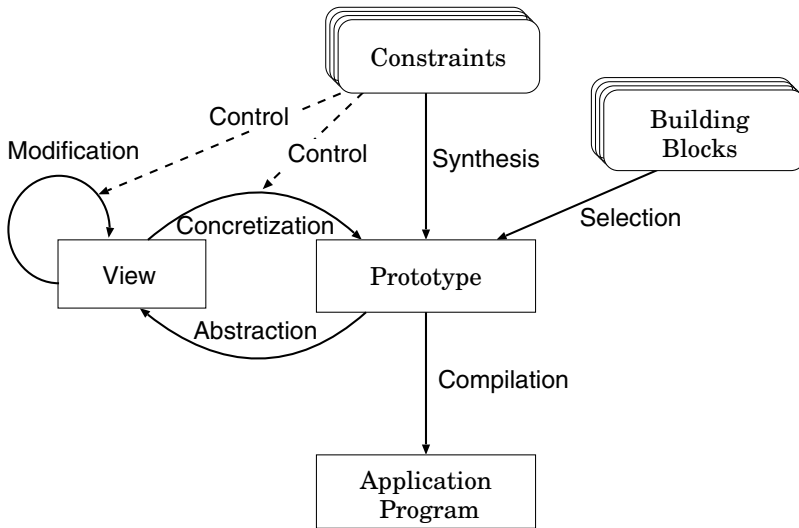 Constraints
Building
Blocks
Control
Modification
Control
Synthesis
Selection
Concretization
View
Prototype
Abstraction
Compilation
Application
Program